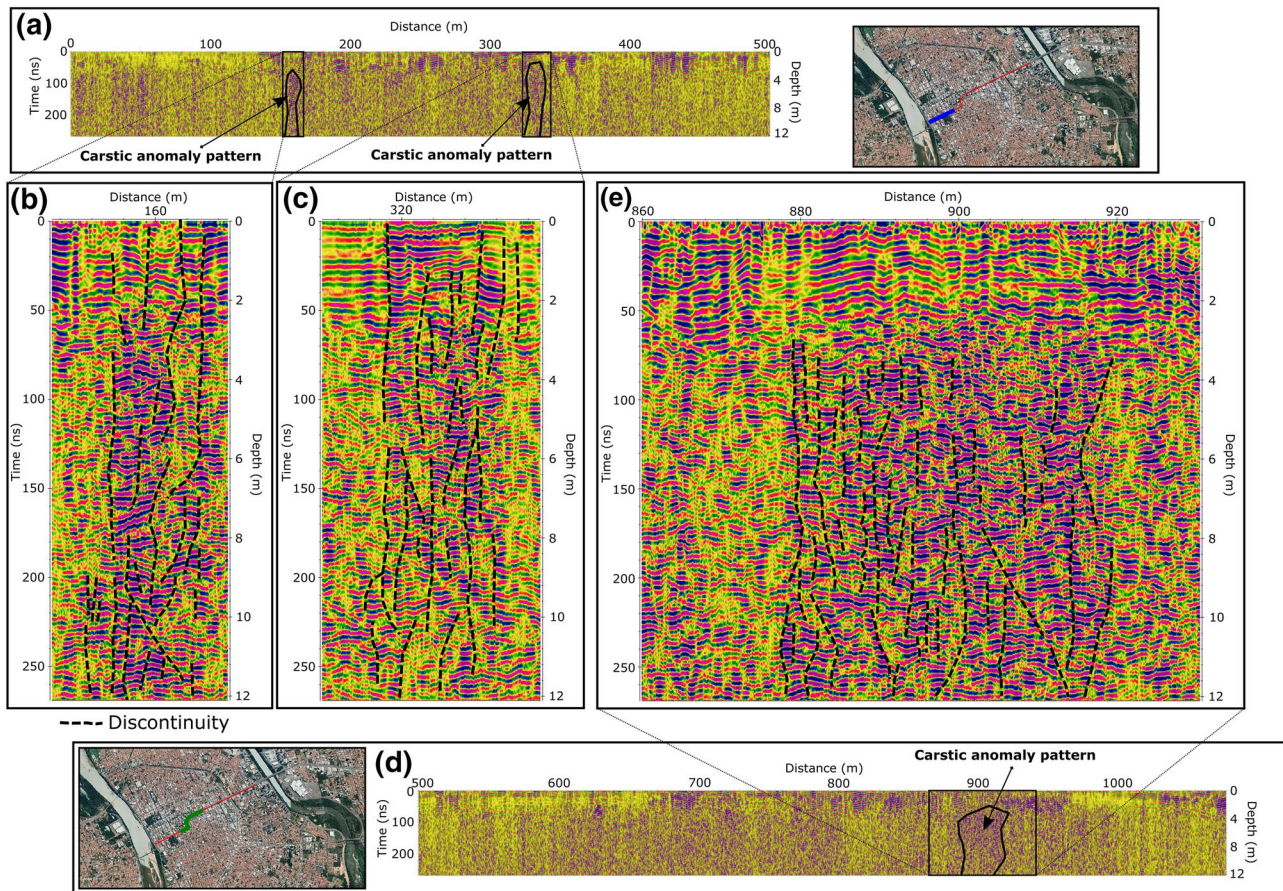 (a)
Distance (m)
0 100 200 300 400 500
Time (ns)
0
100
200
Depth (m)
0
4
8
12
Carstic anomaly pattern
Carstic anomaly pattern
(b)
Distance (m)
160
Time (ns)
0
50
100
150
200
250
Depth (m)
0
2
4
6
8
10
12
(c)
Distance (m)
320
Time (ns)
0
50
100
150
200
250
Depth (m)
0
2
4
6
8
10
12
(e)
Distance (m)
860 880 900 920
Time (ns)
0
50
100
150
200
250
Depth (m)
0
2
4
6
8
10
12
Discontinuity
(d)
Carstic anomaly pattern
Distance (m)
500 600 700 800 900 1000
Time (ns)
0
100
200
Depth (m)
0
4
8
12